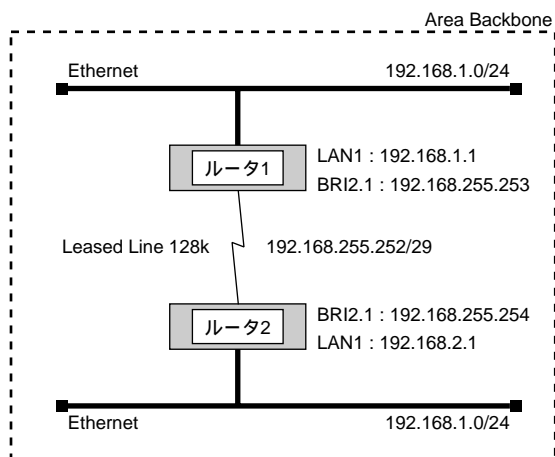 Area Backbone
Ethernet 192.168.1.0/24
ルータ1
LAN1 : 192.168.1.1
BRI2.1 : 192.168.255.253
Leased Line 128k 192.168.255.252/29
ルータ2
BRI2.1 : 192.168.255.254
LAN1 : 192.168.2.1
Ethernet 192.168.1.0/24